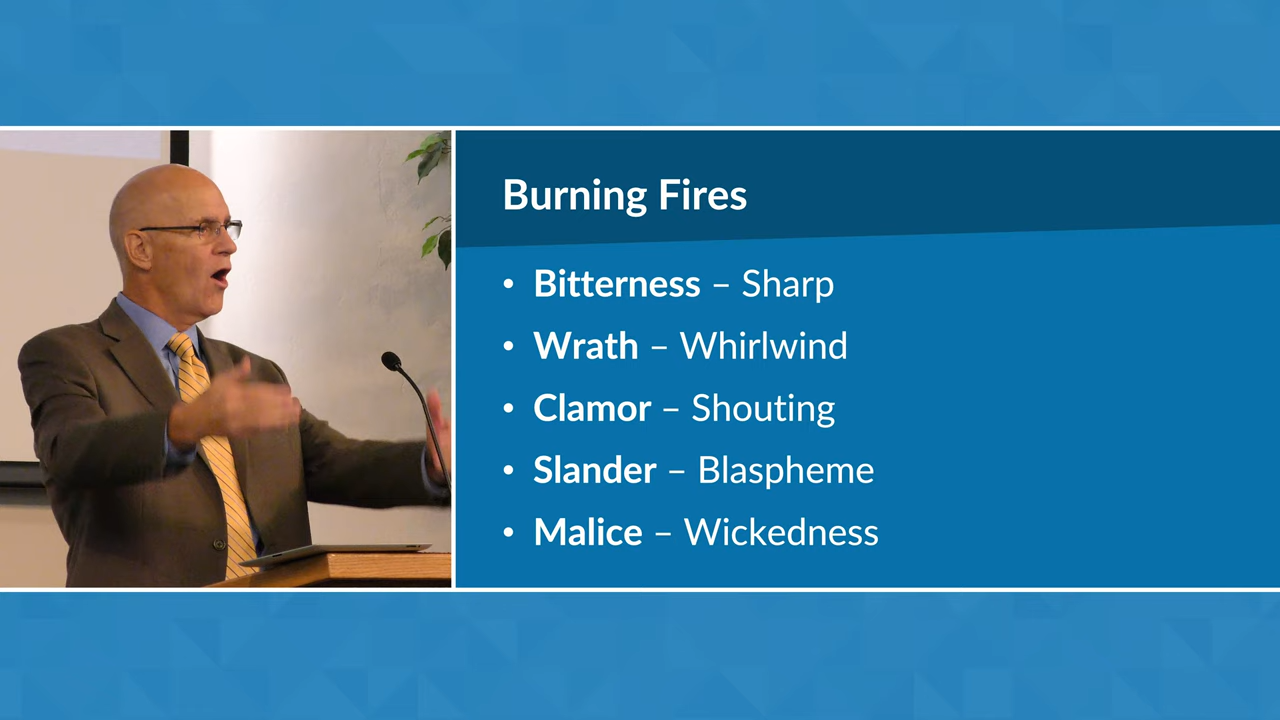 Burning Fires
• Bitterness – Sharp
• Wrath – Whirlwind
• Clamor – Shouting
• Slander – Blaspheme
• Malice – Wickedness